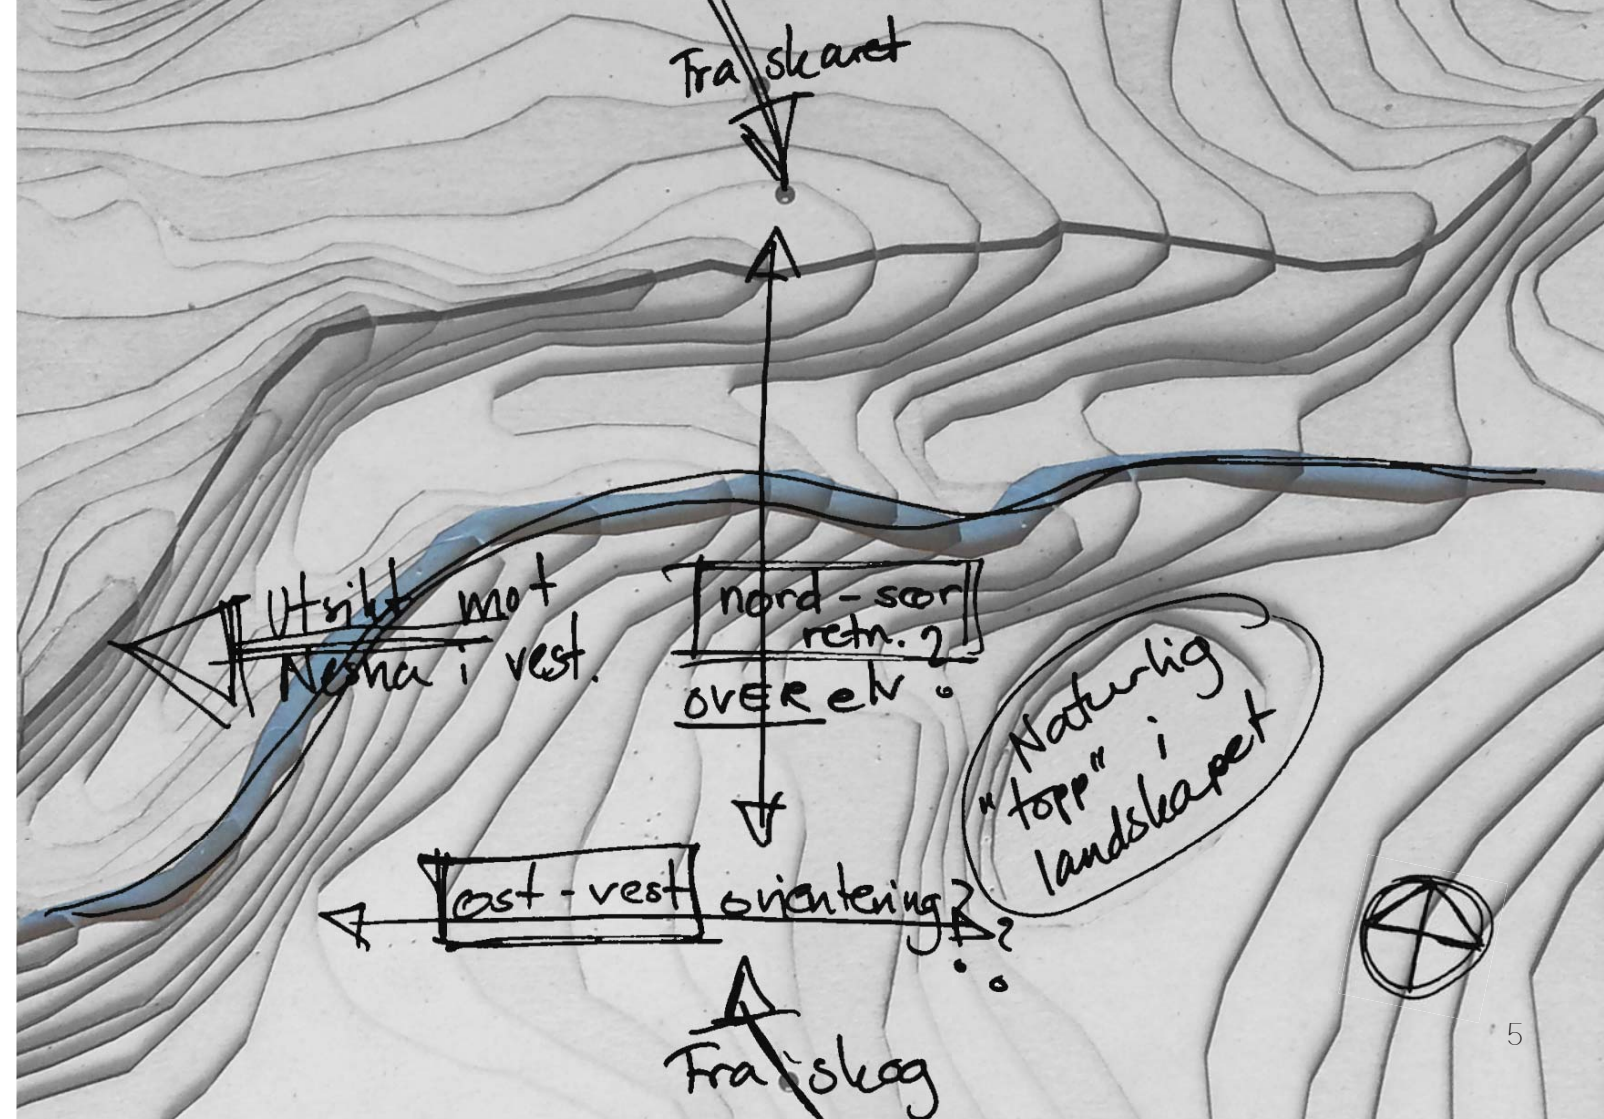 Fra skaret
Utsikt mot
Nesna i vest.
nord - sør
retn.?
OVER elv?
Naturlig
"topp" i
landskapet
øst - vest orientering??
Fra skog
5